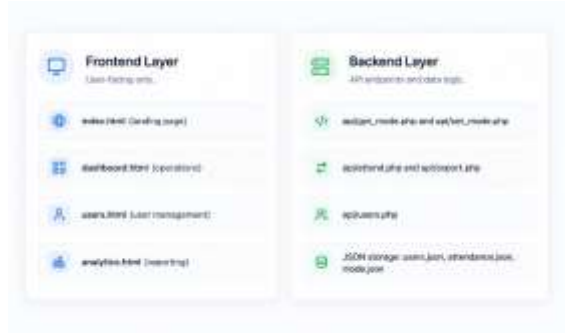 Frontend Layer
User-facing only.
index.html (landing page)
dashboard.html (operations)
users.html (user management)
analytics.html (reporting)
Backend Layer
API endpoints and data logic.
api/get_mode.php and api/set_mode.php
api/attend.php and api/export.php
api/users.php
JSON storage: users.json, attendance.json,
mode.json